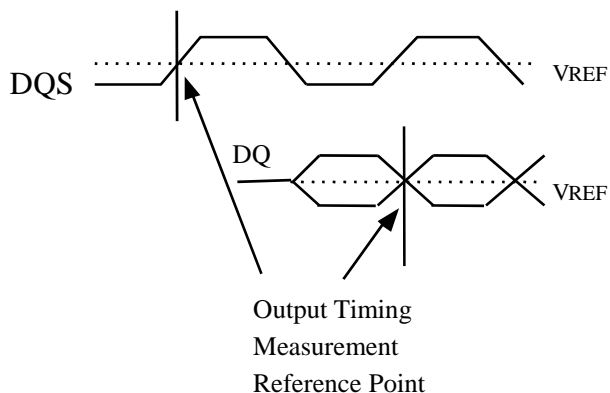 DQS
VREF
DQ
VREF
Output Timing
Measurement
Reference Point